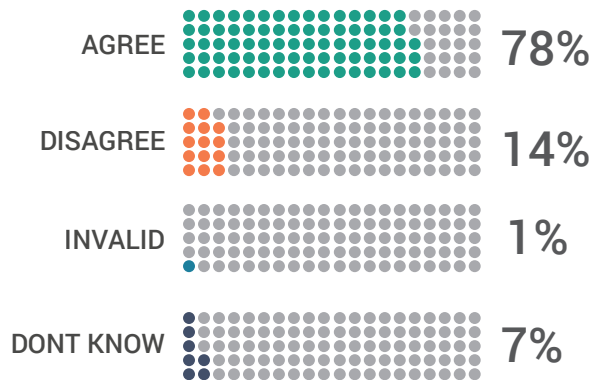 AGREE 78%
DISAGREE 14%
INVALID 1%
DONT KNOW 7%